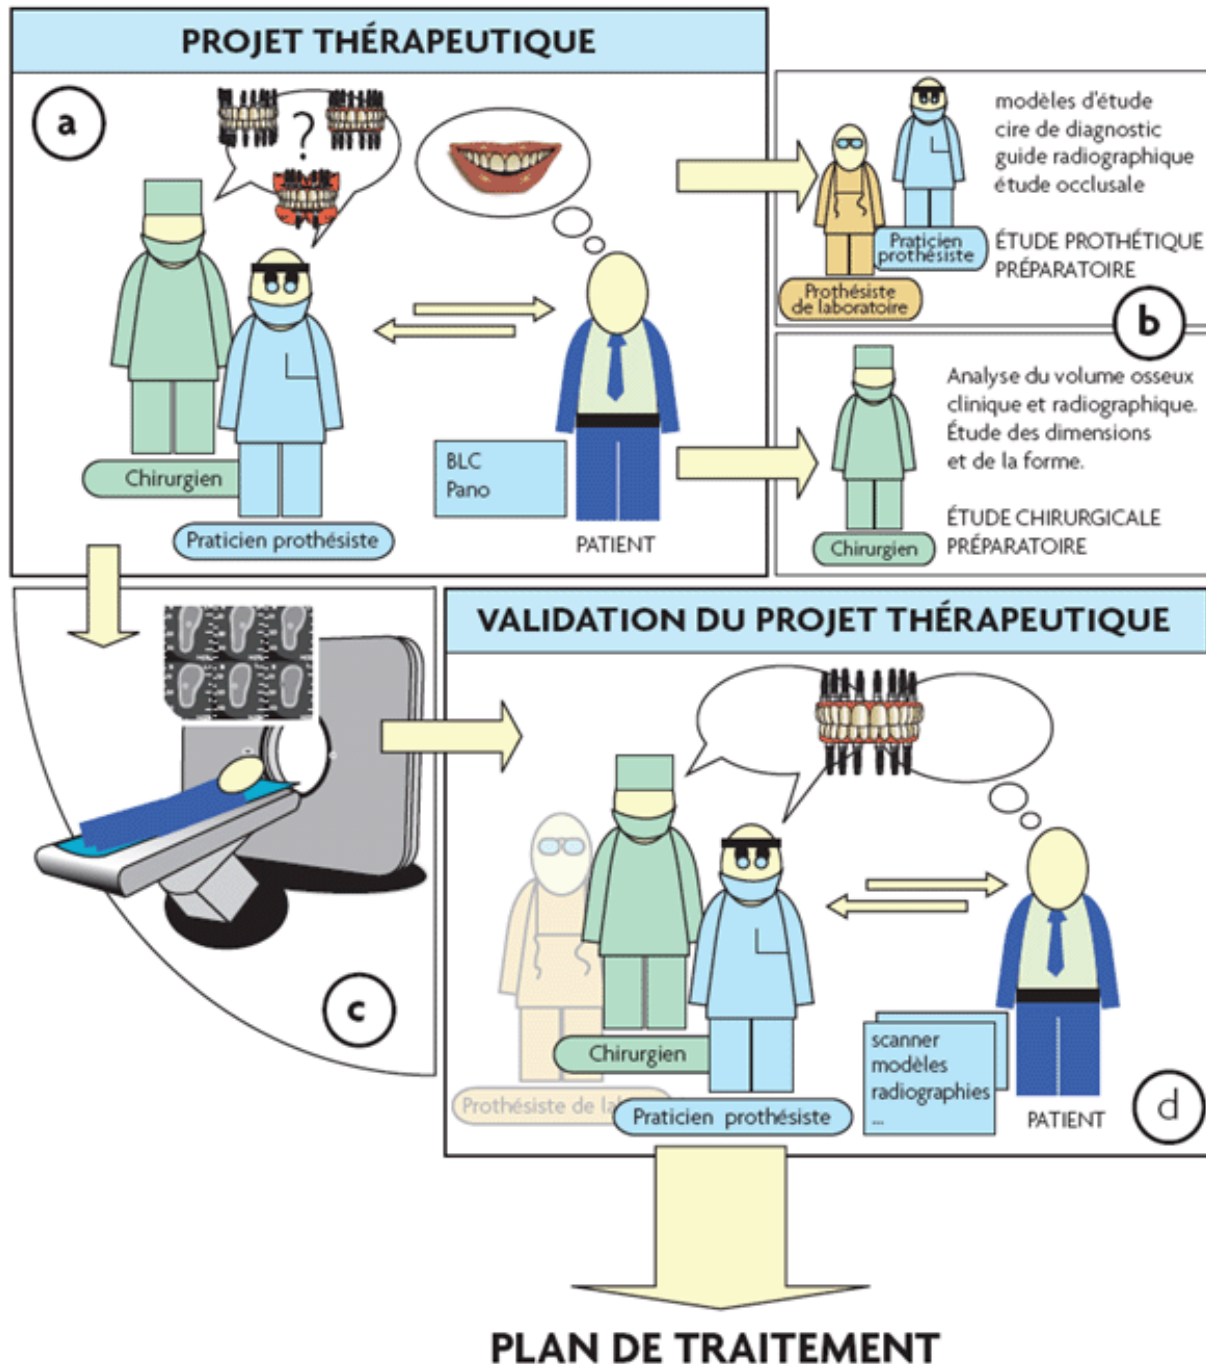 PROJET THÉRAPEUTIQUE
a
?
Chirurgien
Praticien prothésiste
BLC
Pano
PATIENT
modèles d'étude
cire de diagnostic
guide radiographique
étude occlusale
Praticien
prothésiste
ÉTUDE PROTHÉTIQUE
PRÉPARATOIRE
Prothésiste
de laboratoire
b
Analyse du volume osseux
clinique et radiographique.
Étude des dimensions
et de la forme.
ÉTUDE CHIRURGICALE
PRÉPARATOIRE
Chirurgien
c
VALIDATION DU PROJET THÉRAPEUTIQUE
Chirurgien
Prothésiste de la
Praticien prothésiste
scanner
modèles
radiographies
...
PATIENT
d
PLAN DE TRAITEMENT